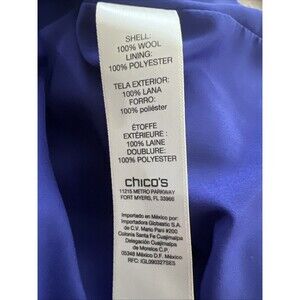 SHELL:
100% WOOL
LINING:
100% POLYESTER
TELA EXTERIOR:
100% LANA
FORRO:
100% poliéster
ÉTOFFE
EXTÉRIEURE :
100% LAINE
DOUBLURE:
100% POLYESTER
chico's
11215 METRO PARKWAY
FORT MYERS, FL 33966
Importado en México por:
Importadora Globastic S.A.
de C.V. Mario Pani #200
Colonia Santa Fe Cuajimalpa
Delegación Cuajimalpa
de Morelos C.P.
05348 México D.F. México
RFC: IGL090327SE5